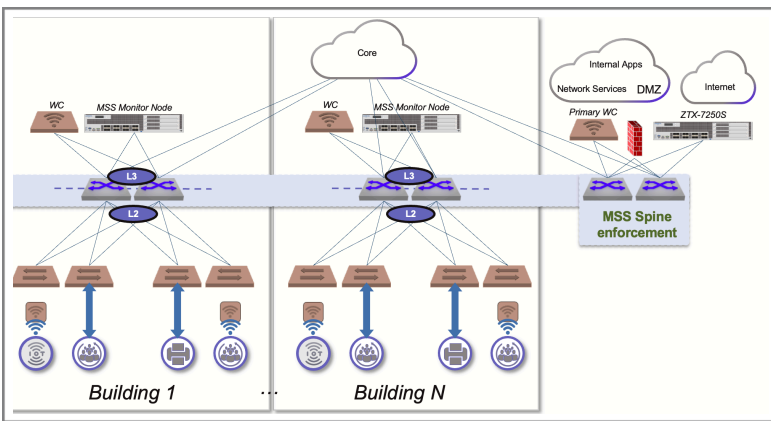 Core
Internal Apps
Network Services DMZ
Internet
WC
MSS Monitor Node
WC
MSS Monitor Node
Primary WC
ZTX-7250S
L3
L3
L2
L2
MSS Spine
enforcement
Building 1
...
Building N